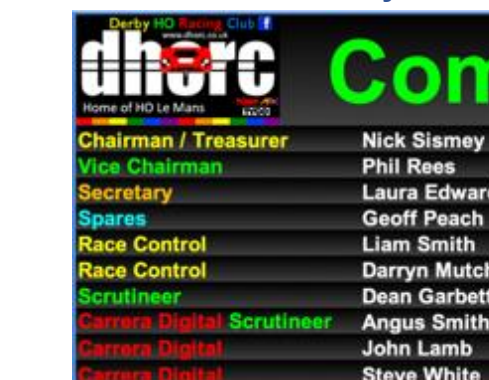 Derby HO Racing Club f
www.dhorc.co.uk
dhorc
Home of HO Le Mans
TYCO
Com
Chairman / Treasurer Nick Sismey
Vice Chairman Phil Rees
Secretary Laura Edward
Spares Geoff Peach
Race Control Liam Smith
Race Control Darryn Mutch
Scrutineer Dean Garbett
Carrera Digital Scrutineer Angus Smith
Carrera Digital John Lamb
Carrera Digital Steve White